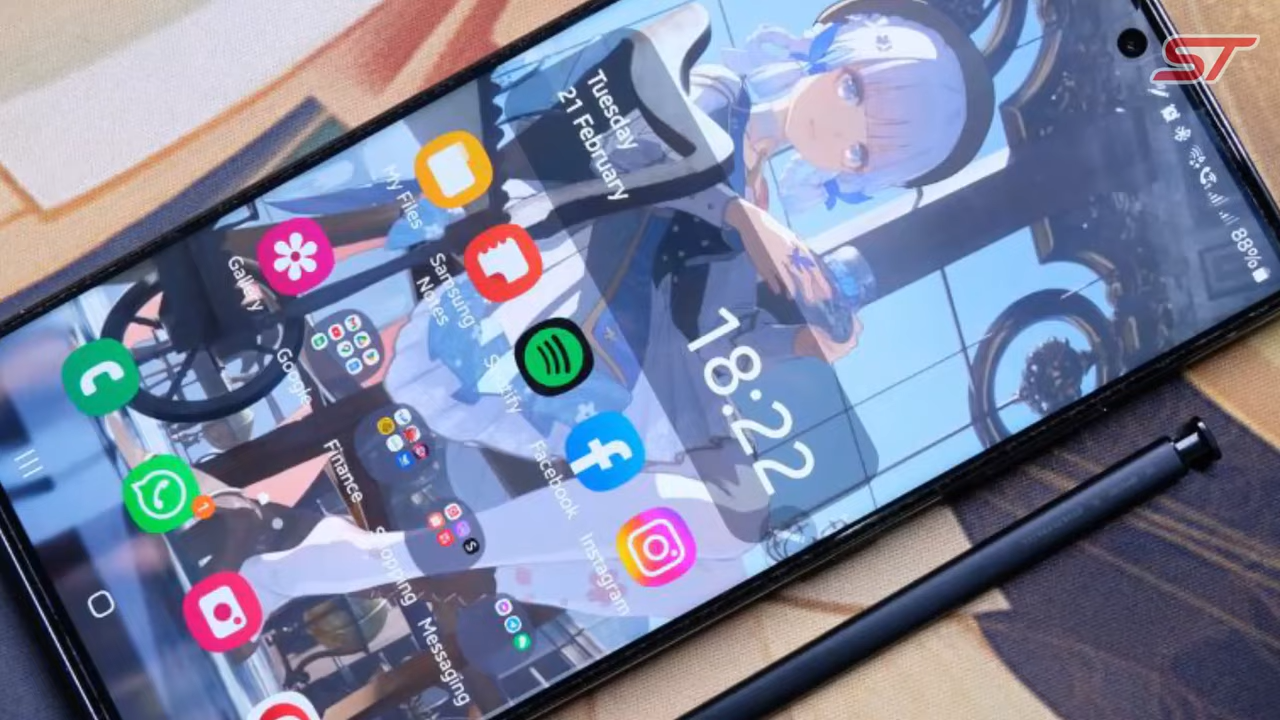 ST
88%
18:22
Tuesday
21 February
My Files
Samsung
Notes
Spotify
Facebook
Instagram
Gallery
Google
Finance
Shopping
Messaging
1